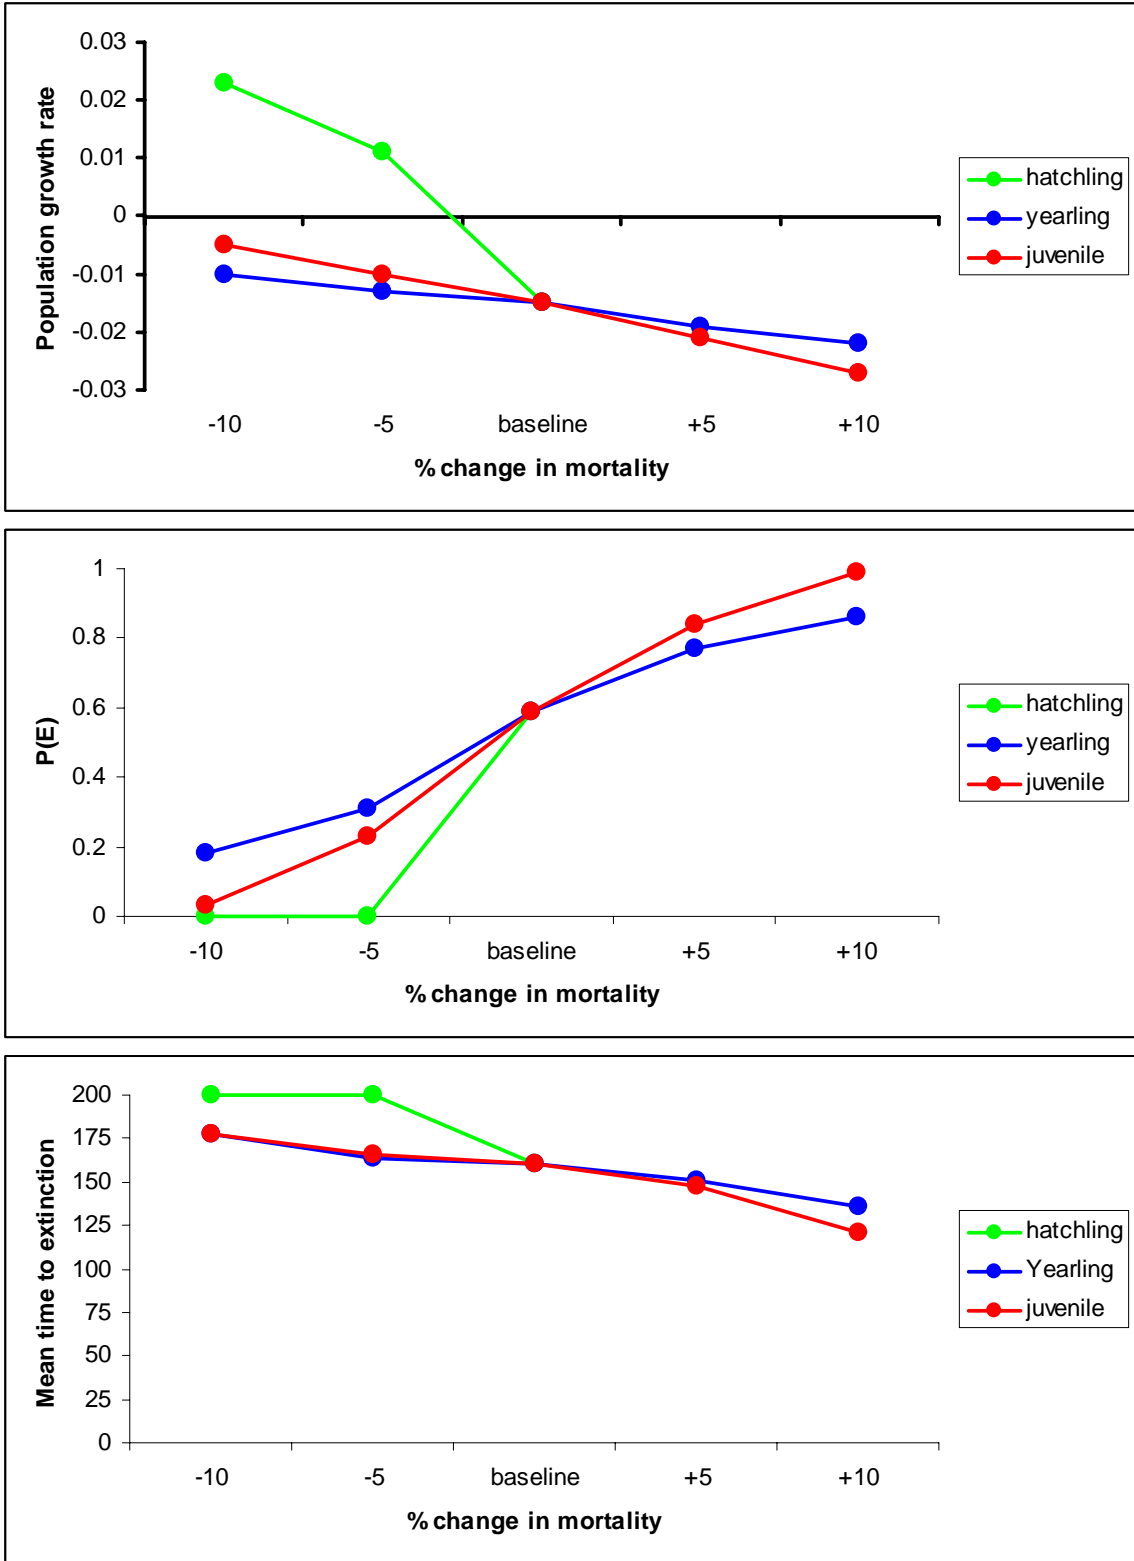 Population growth rate
0.03
0.02
0.01
0
-0.01
-0.02
-0.03
-10 -5 baseline +5 +10
% change in mortality
hatchling
yearling
juvenile
P(E)
1
0.8
0.6
0.4
0.2
0
-10 -5 baseline +5 +10
% change in mortality
hatchling
yearling
juvenile
Mean time to extinction
200
175
150
125
100
75
50
25
0
-10 -5 baseline +5 +10
% change in mortality
hatchling
Yearling
juvenile